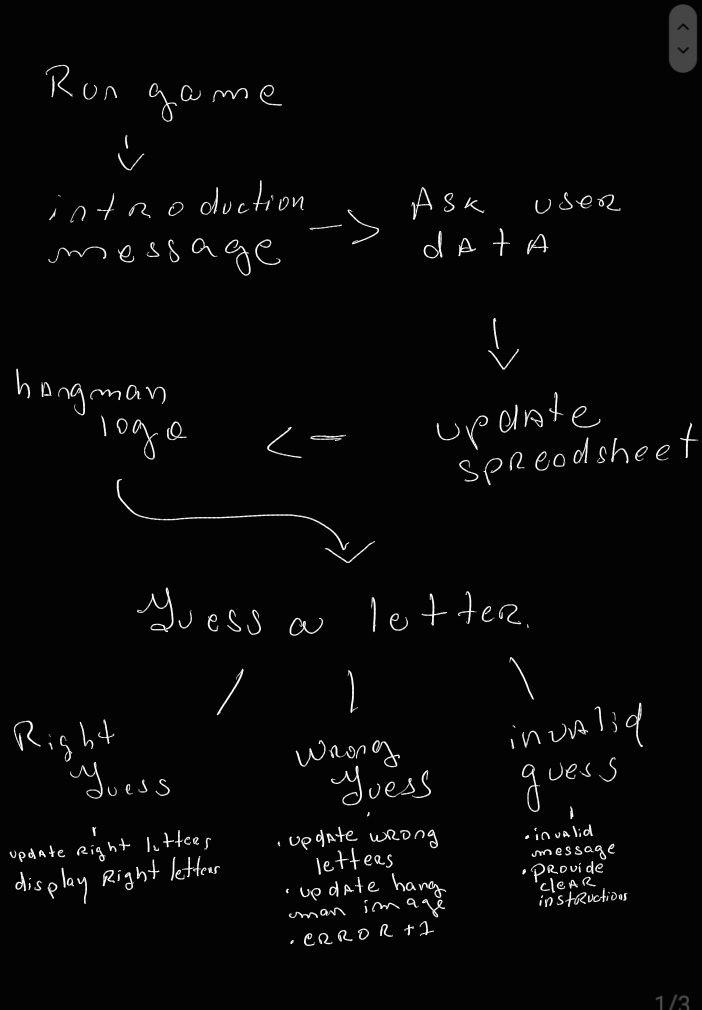 Run game
introduction
message
Ask user
data
update
spreadsheet
hangman
logo
Guess a letter.
Right
Guess
update right letters
display Right letters
Wrong
Guess
• update wrong
letters
• update hang
man image
• ERROR +1
invalid
guess
• invalid
message
• Provide
clear
instructions
1/3